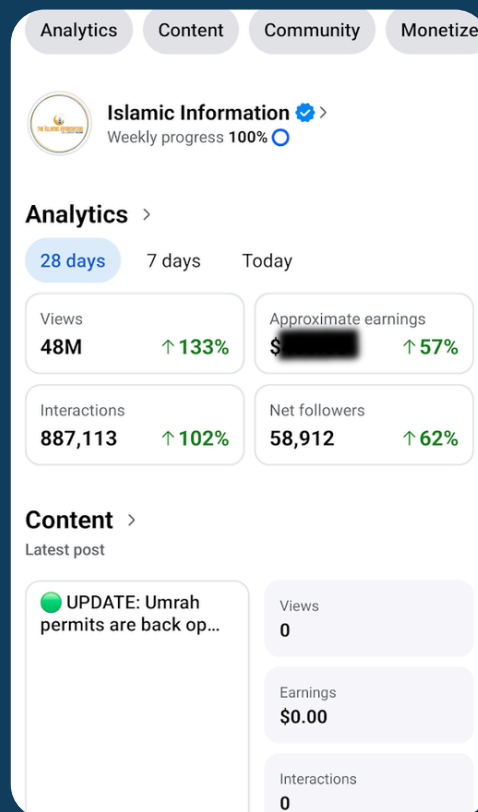 Analytics
Content
Community
Monetize
Islamic Information
Weekly progress 100%
Analytics
28 days
7 days
Today
Views
48M
↑ 133%
Approximate earnings
$
↑ 57%
Interactions
887,113
↑ 102%
Net followers
58,912
↑ 62%
Content
Latest post
🟢 UPDATE: Umrah
permits are back op...
Views
0
Earnings
$0.00
Interactions
0